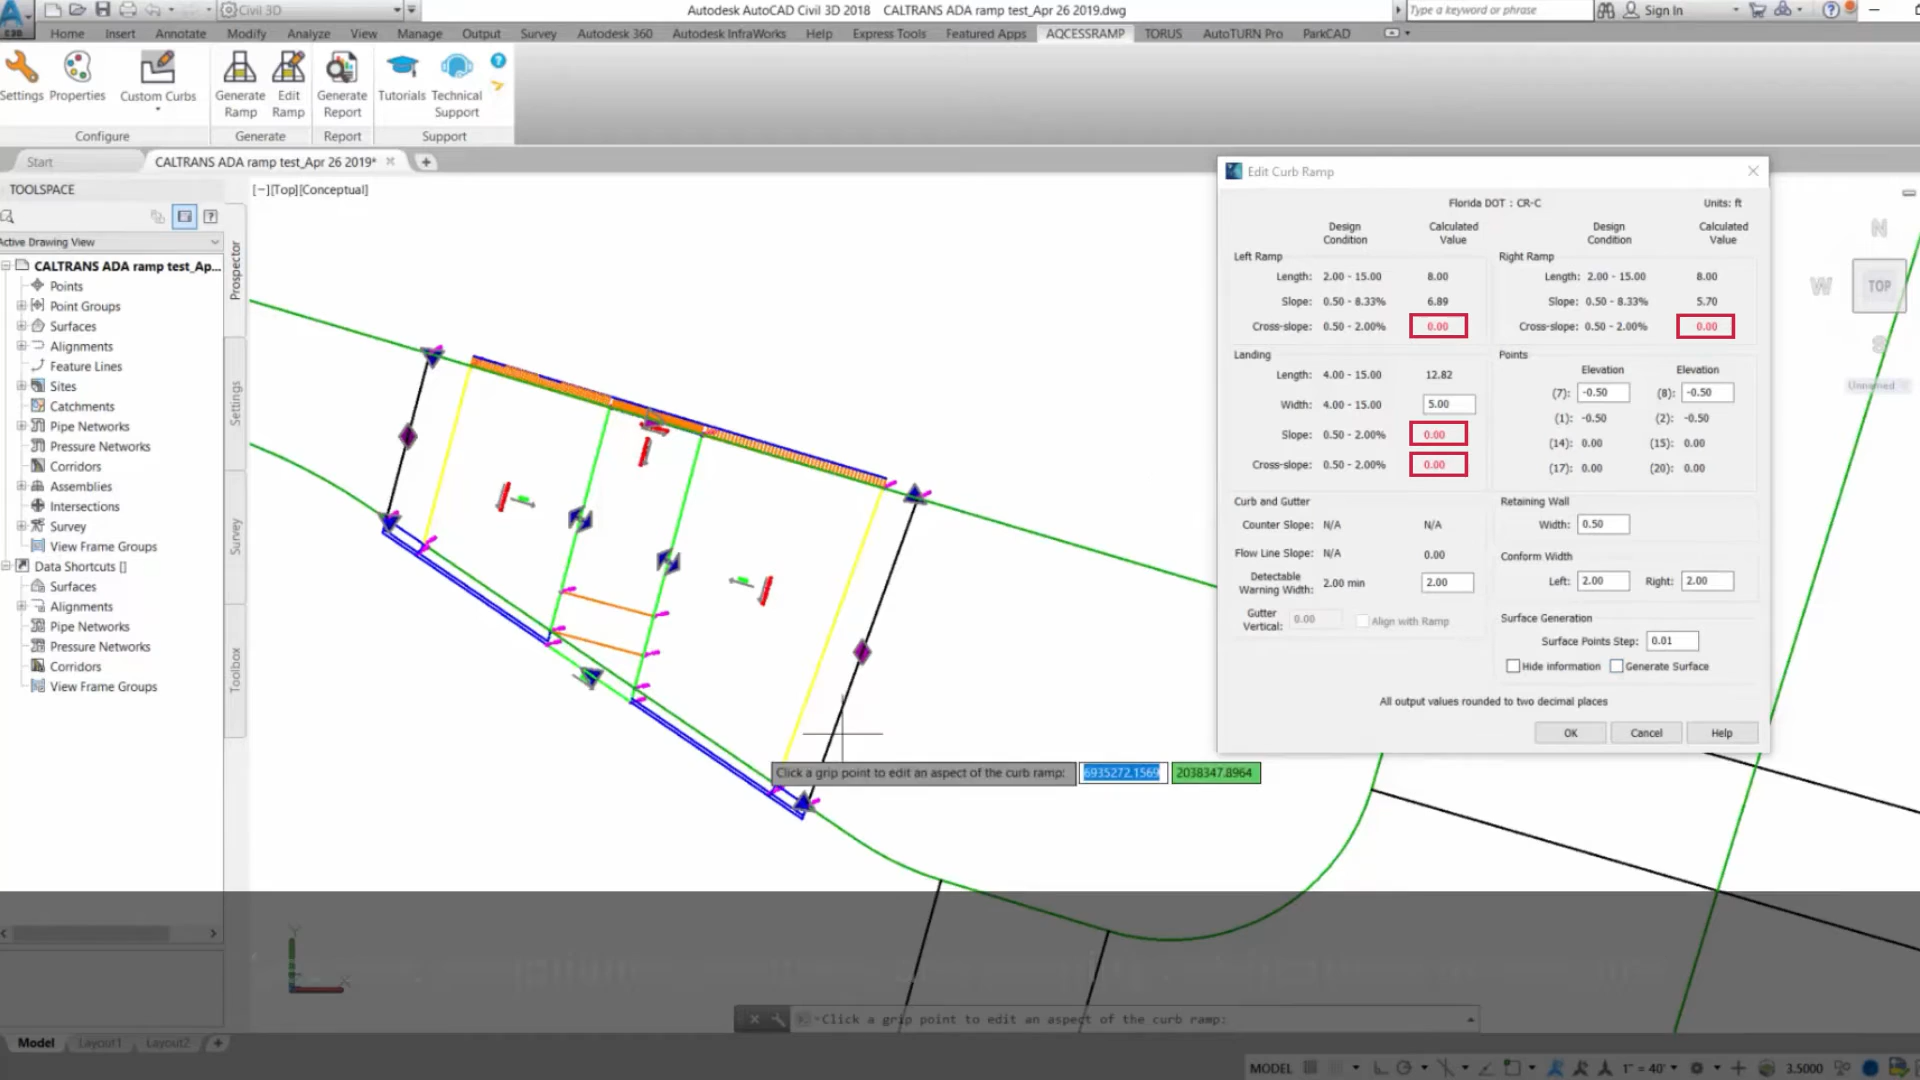 Civil 3D
Autodesk AutoCAD Civil 3D 2018 CALTRANS ADA ramp test_Apr 26 2019.dwg
Type a keyword or phrase
Sign In
C3D
Home Insert Annotate Modify Analyze View Manage Output Survey Autodesk 360 Autodesk InfraWorks Help Express Tools Featured Apps AQCESSRAMP TORUS AutoTURN Pro ParkCAD
Settings Properties Custom Curbs Generate Ramp Edit Ramp Generate Report Tutorials Technical Support
Configure Generate Report Support
Start CALTRANS ADA ramp test_Apr 26 2019*
TOOLSPACE
[−][Top][Conceptual]
Active Drawing View
CALTRANS ADA ramp test_Ap...
Points
Point Groups
Surfaces
Alignments
Feature Lines
Sites
Catchments
Pipe Networks
Pressure Networks
Corridors
Assemblies
Intersections
Survey
View Frame Groups
Data Shortcuts []
Surfaces
Alignments
Pipe Networks
Pressure Networks
Corridors
View Frame Groups
Prospector
Settings
Survey
Toolbox
Edit Curb Ramp
Florida DOT : CR-C Units: ft
Design Condition Calculated Value Design Condition Calculated Value
Left Ramp Right Ramp
Length: 2.00 - 15.00 8.00 Length: 2.00 - 15.00 8.00
Slope: 0.50 - 8.33% 6.89 Slope: 0.50 - 8.33% 5.70
Cross-slope: 0.50 - 2.00% 0.00 Cross-slope: 0.50 - 2.00% 0.00
Landing Points
Length: 4.00 - 15.00 12.82 Elevation Elevation
Width: 4.00 - 15.00 5.00 (7): -0.50 (8): -0.50
(1): -0.50 (2): -0.50
Slope: 0.50 - 2.00% 0.00 (14): 0.00 (15): 0.00
Cross-slope: 0.50 - 2.00% 0.00 (17): 0.00 (20): 0.00
Curb and Gutter Retaining Wall
Counter Slope: N/A N/A Width: 0.50
Flow Line Slope: N/A 0.00 Conform Width
Detectable Warning Width: 2.00 min 2.00 Left: 2.00 Right: 2.00
Gutter Vertical: 0.00 Align with Ramp Surface Generation
Surface Points Step: 0.01
Hide information Generate Surface
All output values rounded to two decimal places
OK Cancel Help
N
W TOP
S
Unnamed
Click a grip point to edit an aspect of the curb ramp: 6935272.1569 2038347.8964
Y
X
Click a grip point to edit an aspect of the curb ramp:
Model Layout1 Layout2
MODEL 1" = 40' 3.5000